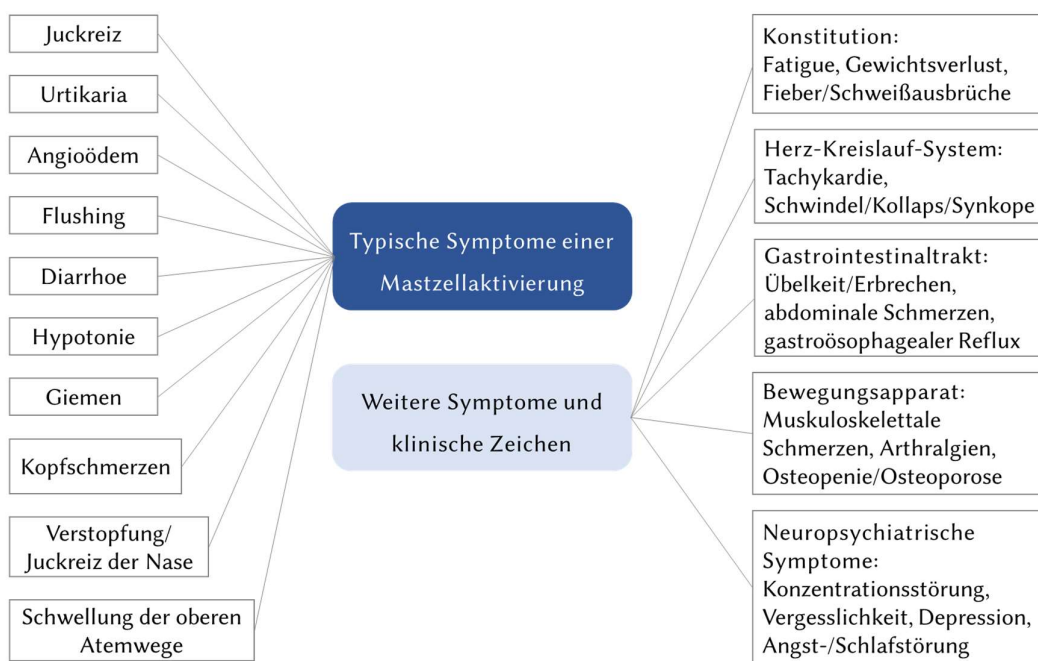 Juckreiz
Urtikaria
Angioödem
Flushing
Diarrhoe
Hypotonie
Giemen
Kopfschmerzen
Verstopfung/
Juckreiz der Nase
Schwellung der oberen
Atemwege
Typische Symptome einer
Mastzellaktivierung
Weitere Symptome und
klinische Zeichen
Konstitution:
Fatigue, Gewichtsverlust,
Fieber/Schweißausbrüche
Herz-Kreislauf-System:
Tachykardie,
Schwindel/Kollaps/Synkope
Gastrointestinaltrakt:
Übelkeit/Erbrechen,
abdominale Schmerzen,
gastroösophagealer Reflux
Bewegungsapparat:
Muskuloskelettale
Schmerzen, Arthralgien,
Osteopenie/Osteoporose
Neuropsychiatrische
Symptome:
Konzentrationsstörung,
Vergesslichkeit, Depression,
Angst-/Schlafstörung